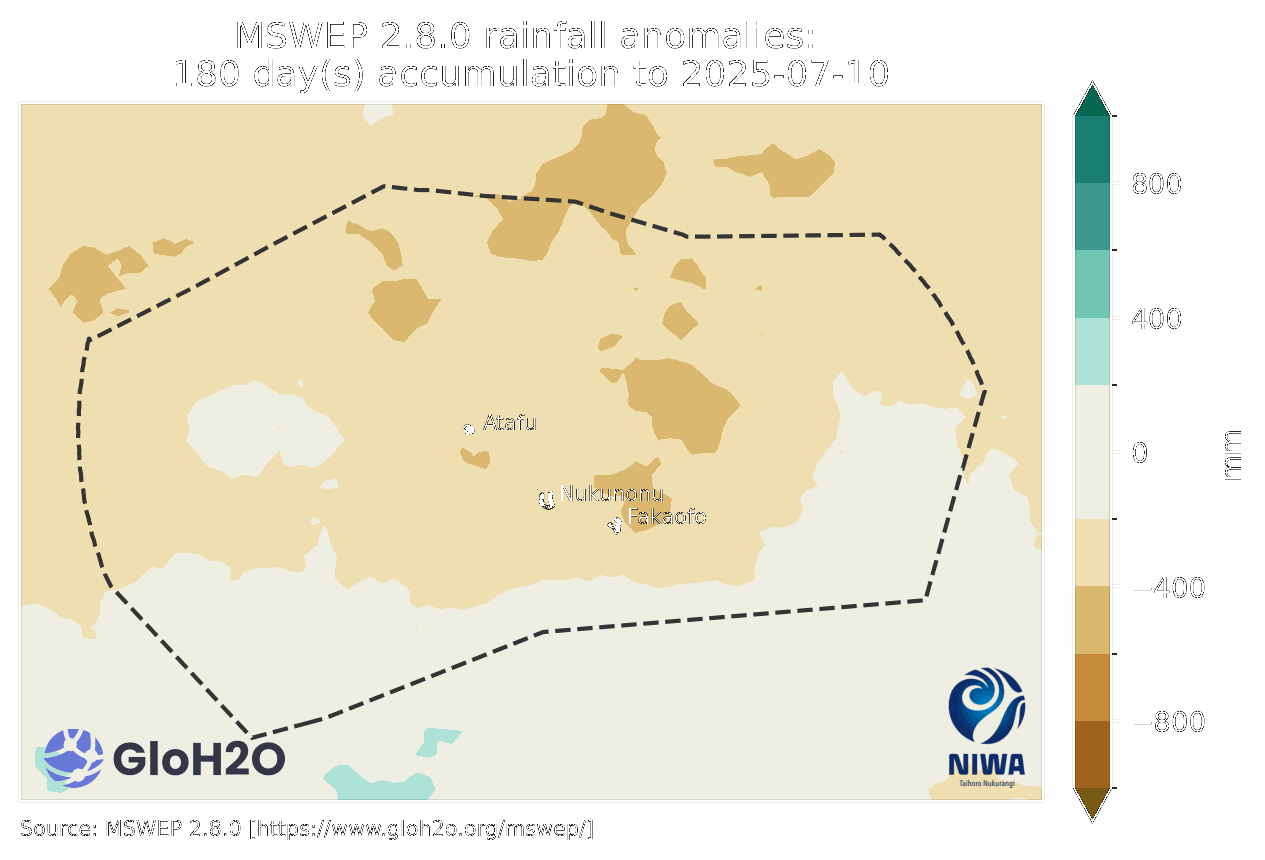 MSWEP 2.8.0 rainfall anomalies:
180 day(s) accumulation to 2025-07-10
800
400
0
−400
−800
mm
Atafu
Nukunonu
Fakaofo
GloH2O
NIWA
Taihoro Nukurangi
Source: MSWEP 2.8.0 [https://www.gloh2o.org/mswep/]